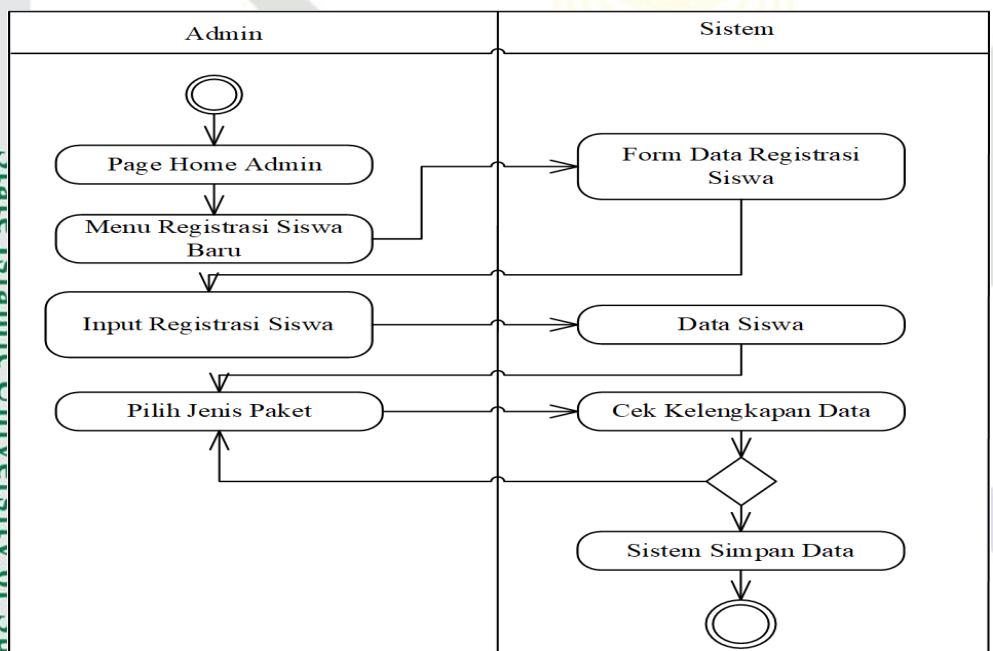 Admin
Sistem
Page Home Admin
Form Data Registrasi
Siswa
Menu Registrasi Siswa
Baru
Input Registrasi Siswa
Data Siswa
Pilih Jenis Paket
Cek Kelengkapan Data
Sistem Simpan Data